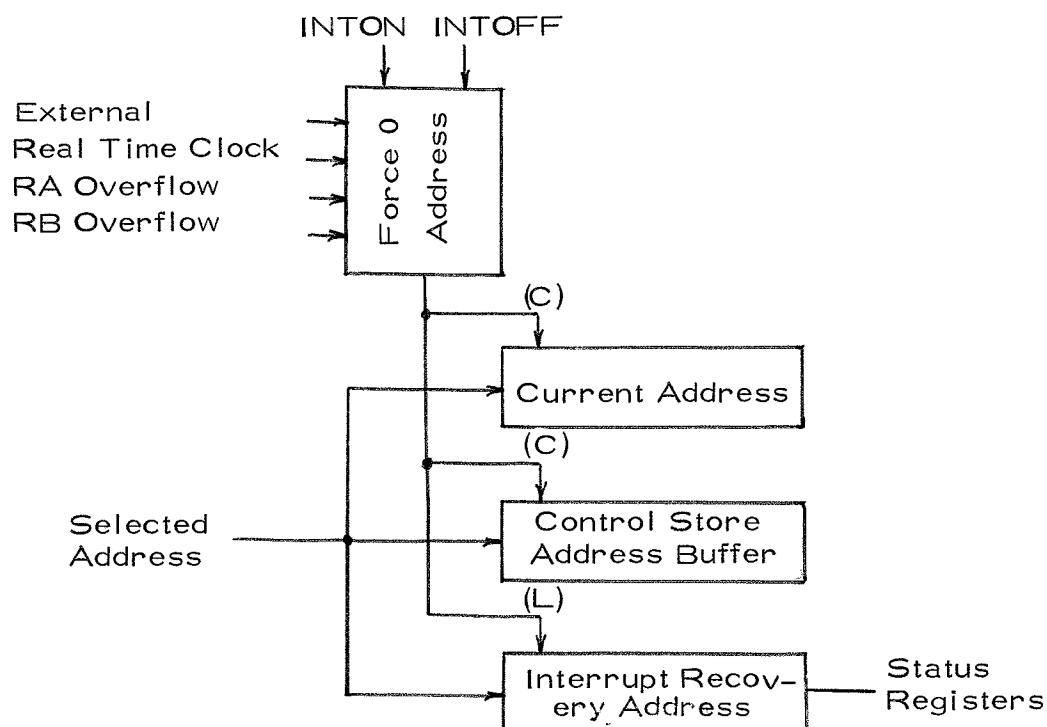 INTON INTOFF
External
Real Time Clock
RA Overflow
RB Overflow
Force 0
Address
(C)
Current Address
(C)
Selected
Address
Control Store
Address Buffer
(L)
Interrupt Recov-
ery Address
Status
Registers